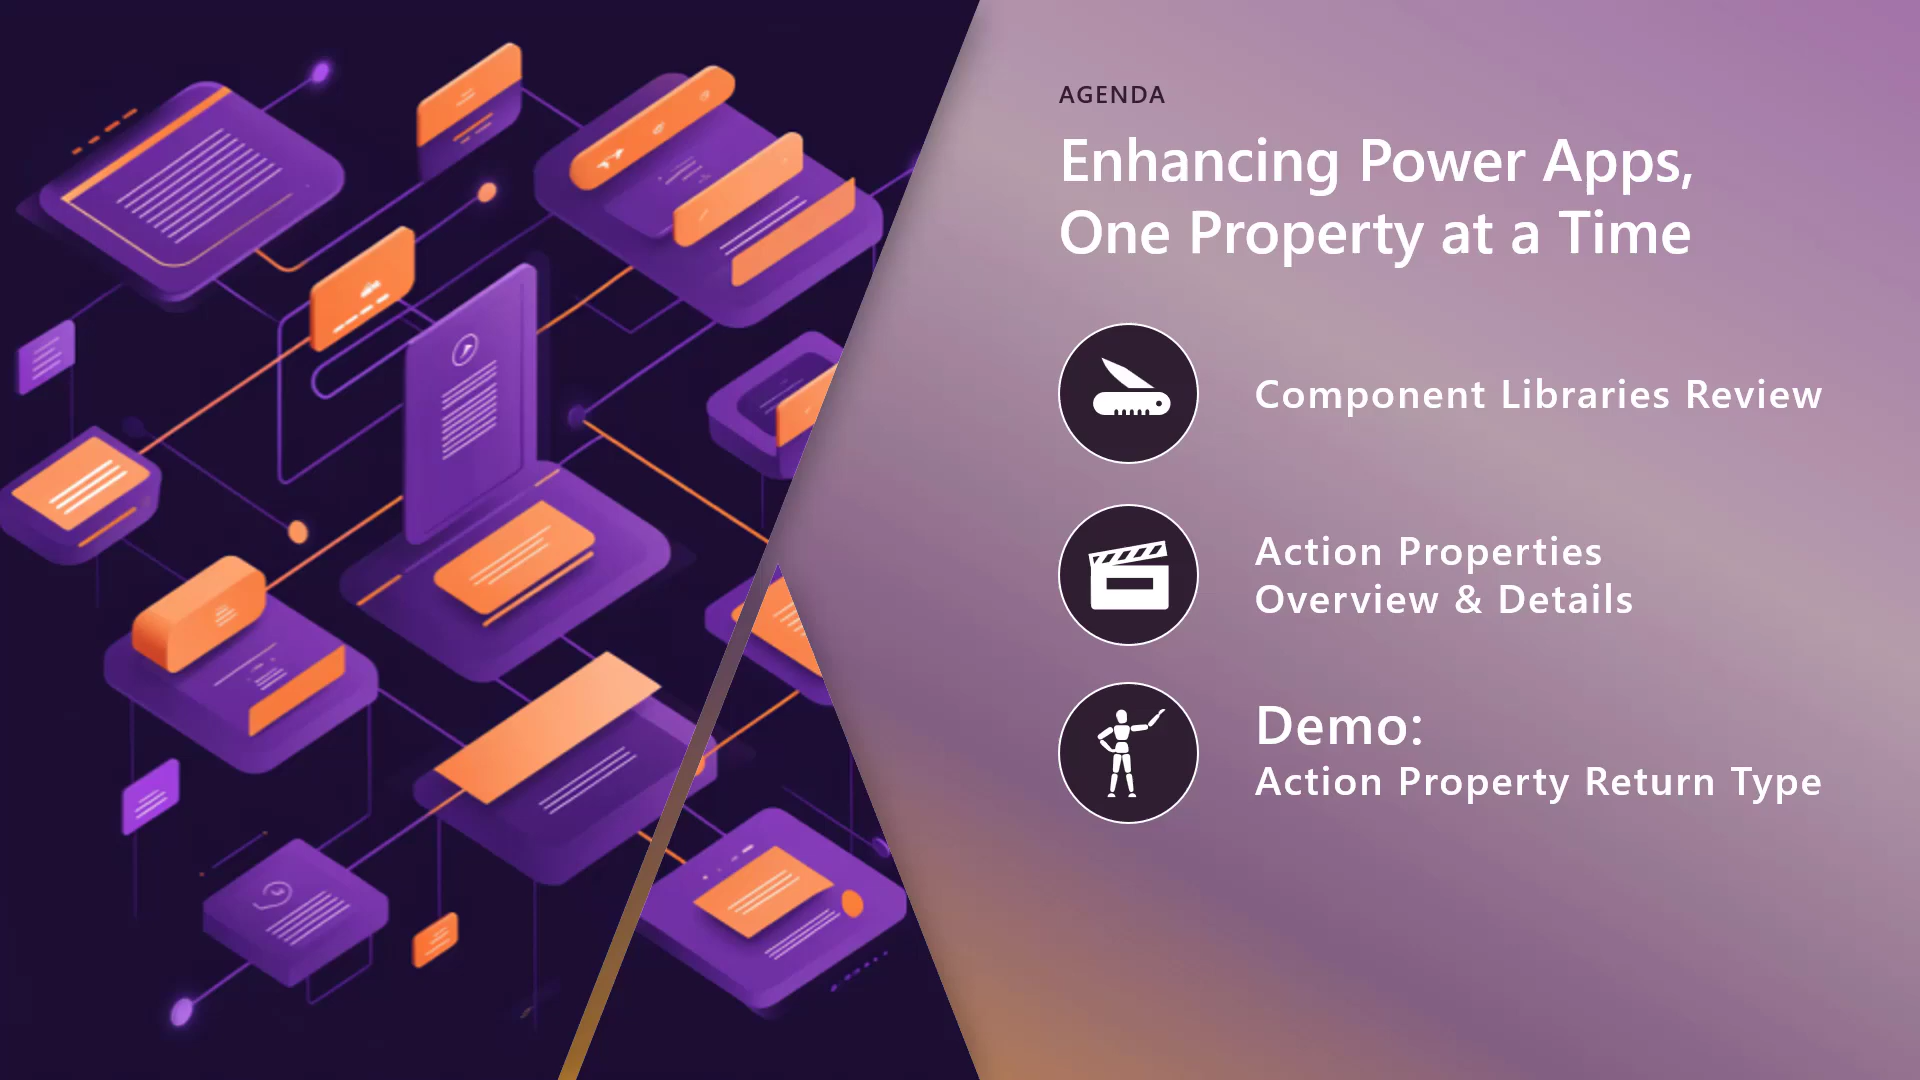 AGENDA
Enhancing Power Apps,
One Property at a Time
Component Libraries Review
Action Properties
Overview & Details
Demo:
Action Property Return Type